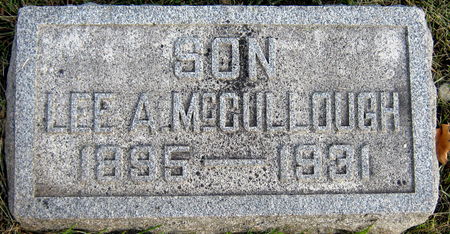 SON
LEE A. McCULLOUGH
1895 — 1931